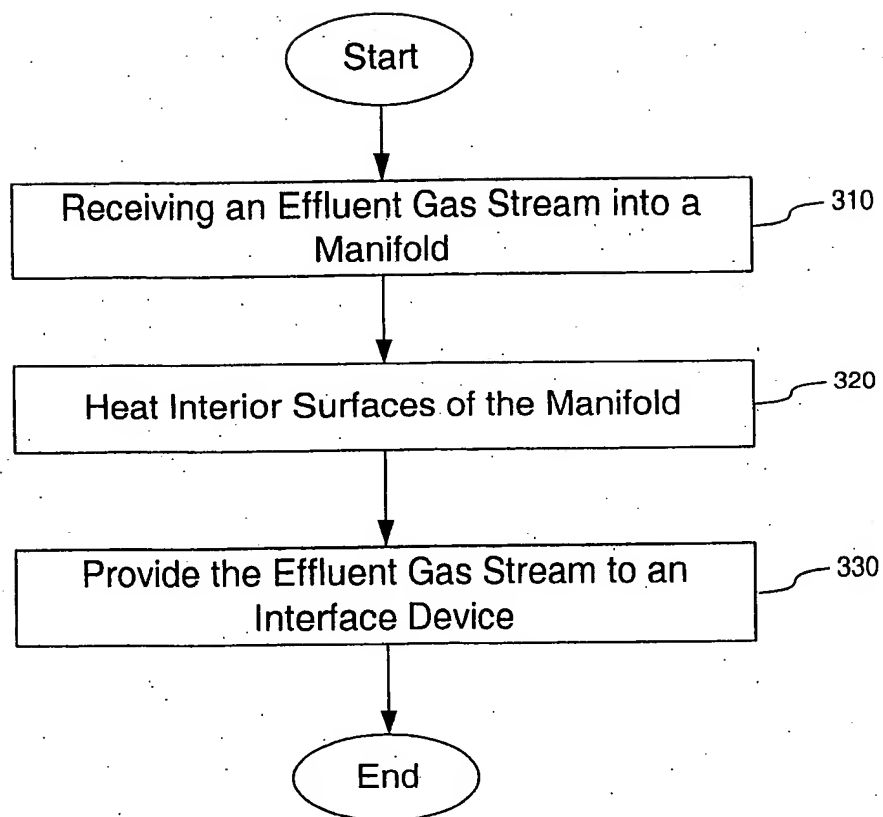 Start
Receiving an Effluent Gas Stream into a
Manifold
310
Heat Interior Surfaces of the Manifold
320
Provide the Effluent Gas Stream to an
Interface Device
330
End